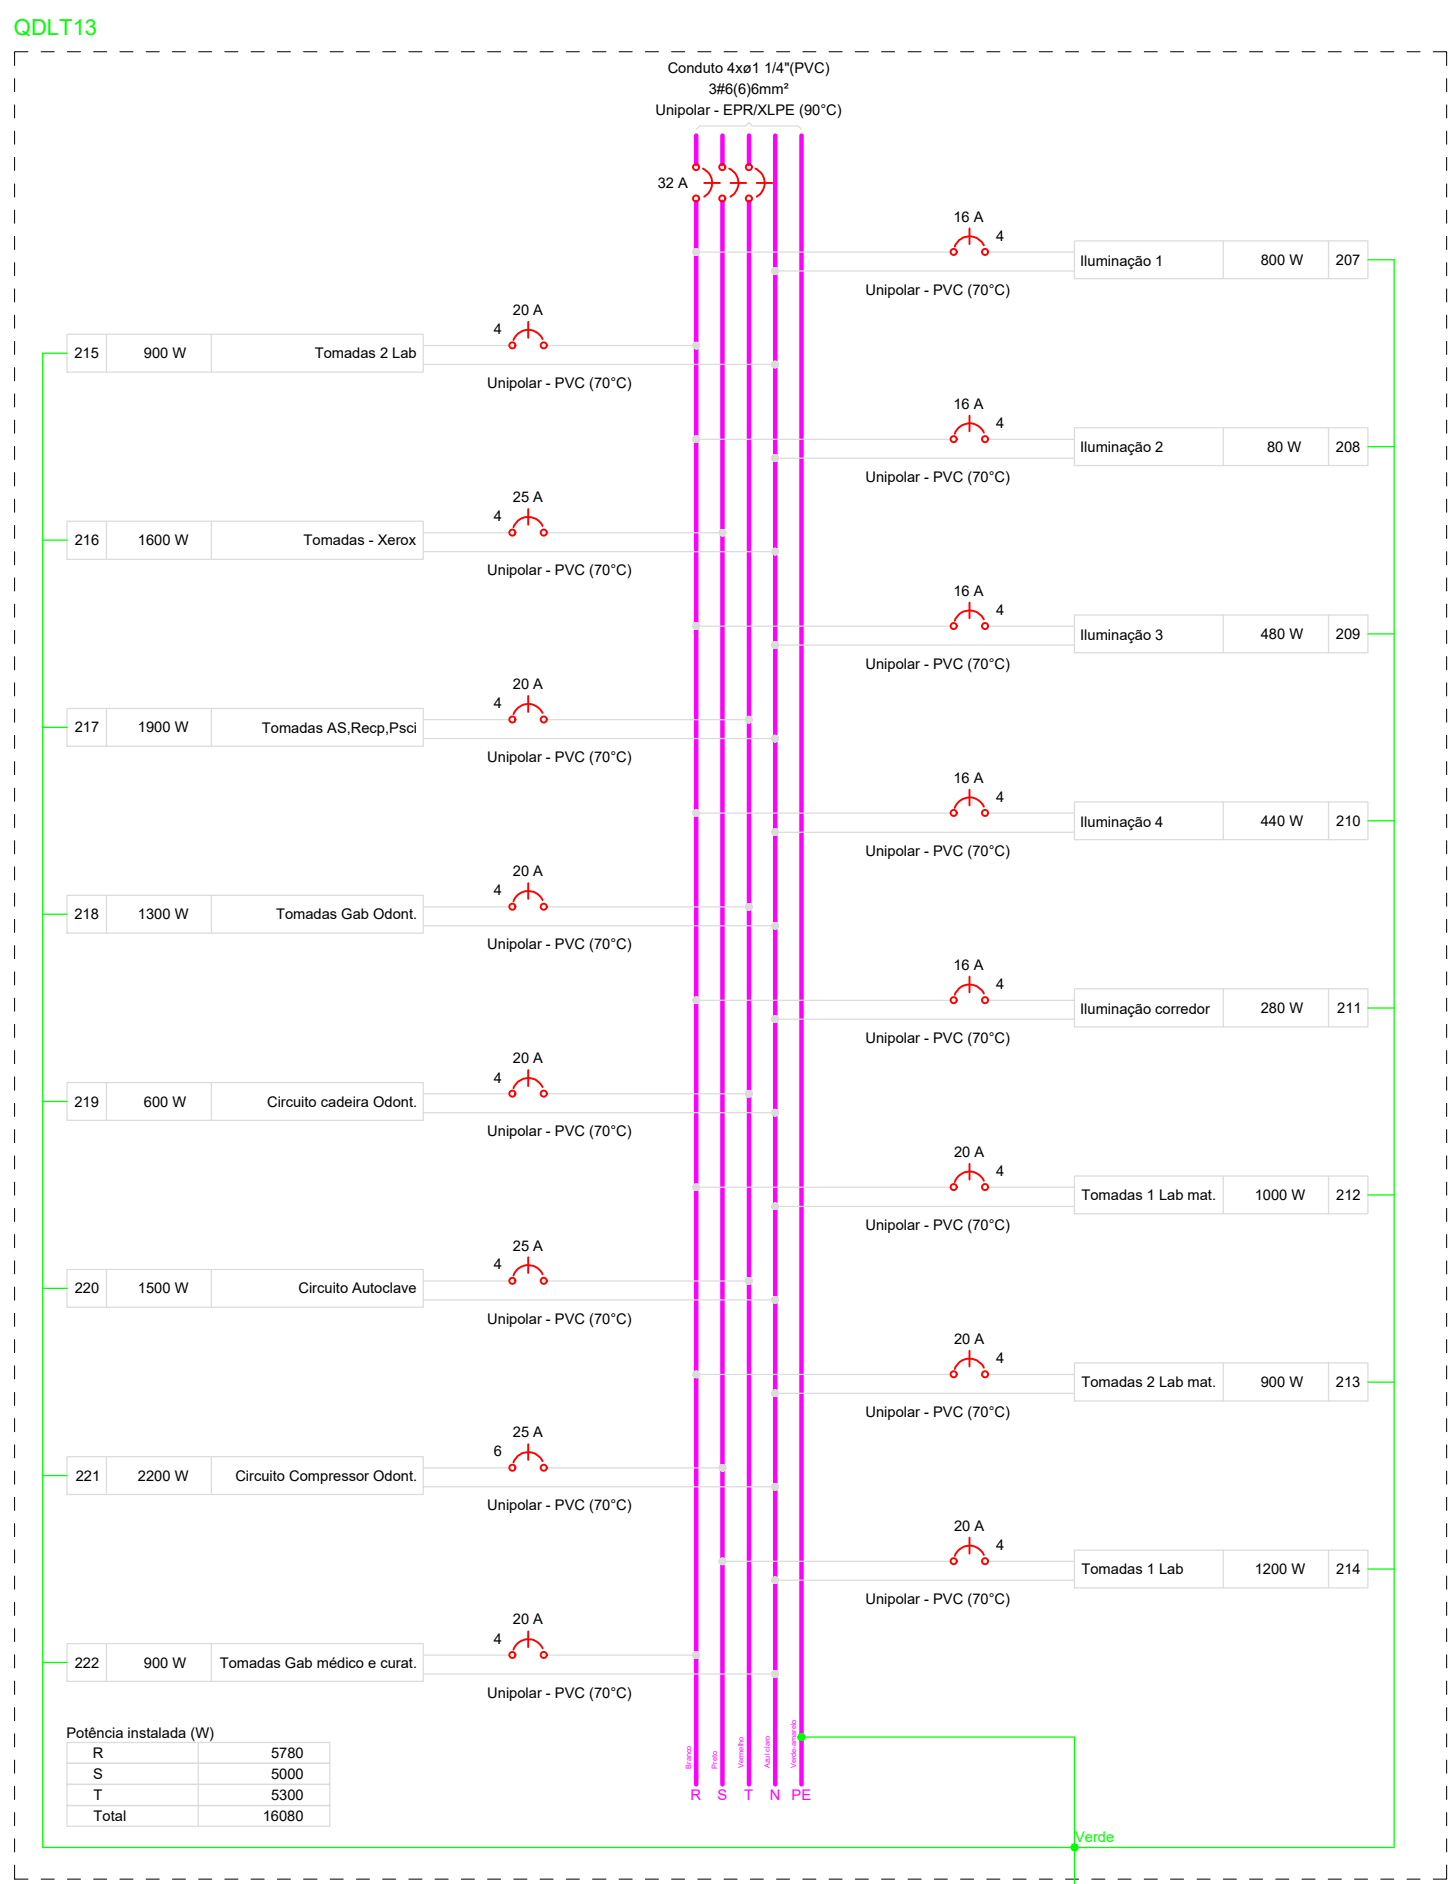 QDLT13
Conduto 4xø1 1/4"(PVC)
3#6(6)6mm²
Unipolar - EPR/XLPE (90°C)
32 A
16 A
4
Iluminação 1 800 W 207
Unipolar - PVC (70°C)
20 A
4
215 900 W Tomadas 2 Lab
Unipolar - PVC (70°C)
16 A
4
Iluminação 2 80 W 208
Unipolar - PVC (70°C)
25 A
4
216 1600 W Tomadas - Xerox
Unipolar - PVC (70°C)
16 A
4
Iluminação 3 480 W 209
Unipolar - PVC (70°C)
20 A
4
217 1900 W Tomadas AS,Recp,Psci
Unipolar - PVC (70°C)
16 A
4
Iluminação 4 440 W 210
Unipolar - PVC (70°C)
20 A
4
218 1300 W Tomadas Gab Odont.
Unipolar - PVC (70°C)
16 A
4
Iluminação corredor 280 W 211
Unipolar - PVC (70°C)
20 A
4
219 600 W Circuito cadeira Odont.
Unipolar - PVC (70°C)
20 A
4
Tomadas 1 Lab mat. 1000 W 212
Unipolar - PVC (70°C)
25 A
4
220 1500 W Circuito Autoclave
Unipolar - PVC (70°C)
20 A
4
Tomadas 2 Lab mat. 900 W 213
Unipolar - PVC (70°C)
25 A
6
221 2200 W Circuito Compressor Odont.
Unipolar - PVC (70°C)
20 A
4
Tomadas 1 Lab 1200 W 214
Unipolar - PVC (70°C)
20 A
4
222 900 W Tomadas Gab médico e curat.
Unipolar - PVC (70°C)
Potência instalada (W)
R 5780
S 5000
T 5300
Total 16080
Branco
Preto
Vermelho
Azul claro
Verde-amarelo
R S T N PE
Verde